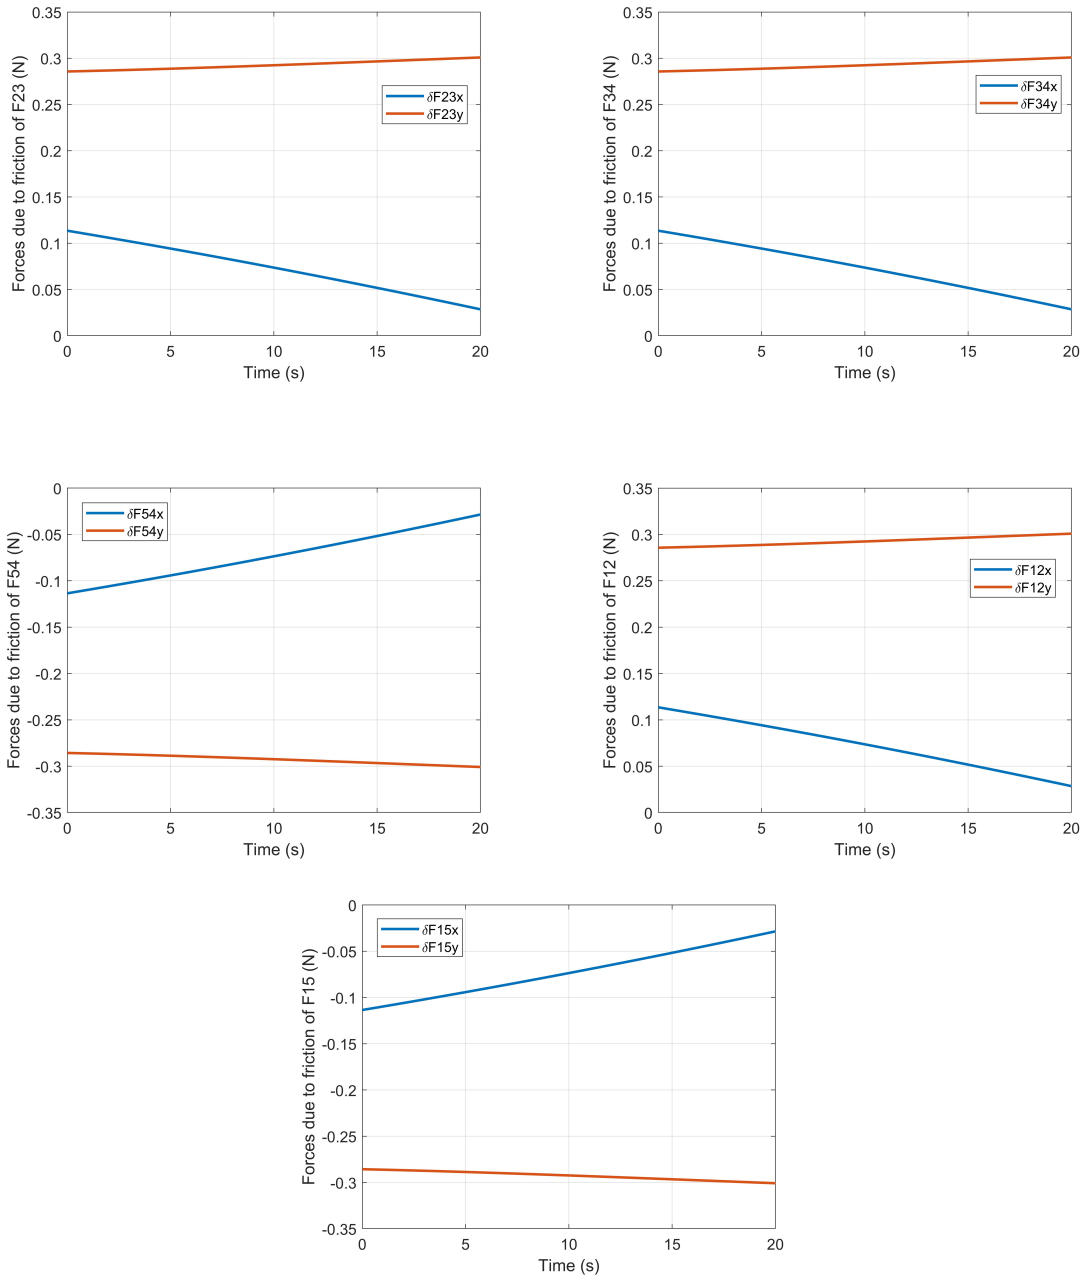 Forces due to friction of F23 (N)
0.35
0.3
0.25
0.2
0.15
0.1
0.05
0
δF23x
δF23y
0 5 10 15 20
Time (s)
Forces due to friction of F34 (N)
0.35
0.3
0.25
0.2
0.15
0.1
0.05
0
δF34x
δF34y
0 5 10 15 20
Time (s)
Forces due to friction of F54 (N)
0
-0.05
-0.1
-0.15
-0.2
-0.25
-0.3
-0.35
δF54x
δF54y
0 5 10 15 20
Time (s)
Forces due to friction of F12 (N)
0.35
0.3
0.25
0.2
0.15
0.1
0.05
0
δF12x
δF12y
0 5 10 15 20
Time (s)
Forces due to friction of F15 (N)
0
-0.05
-0.1
-0.15
-0.2
-0.25
-0.3
-0.35
δF15x
δF15y
0 5 10 15 20
Time (s)